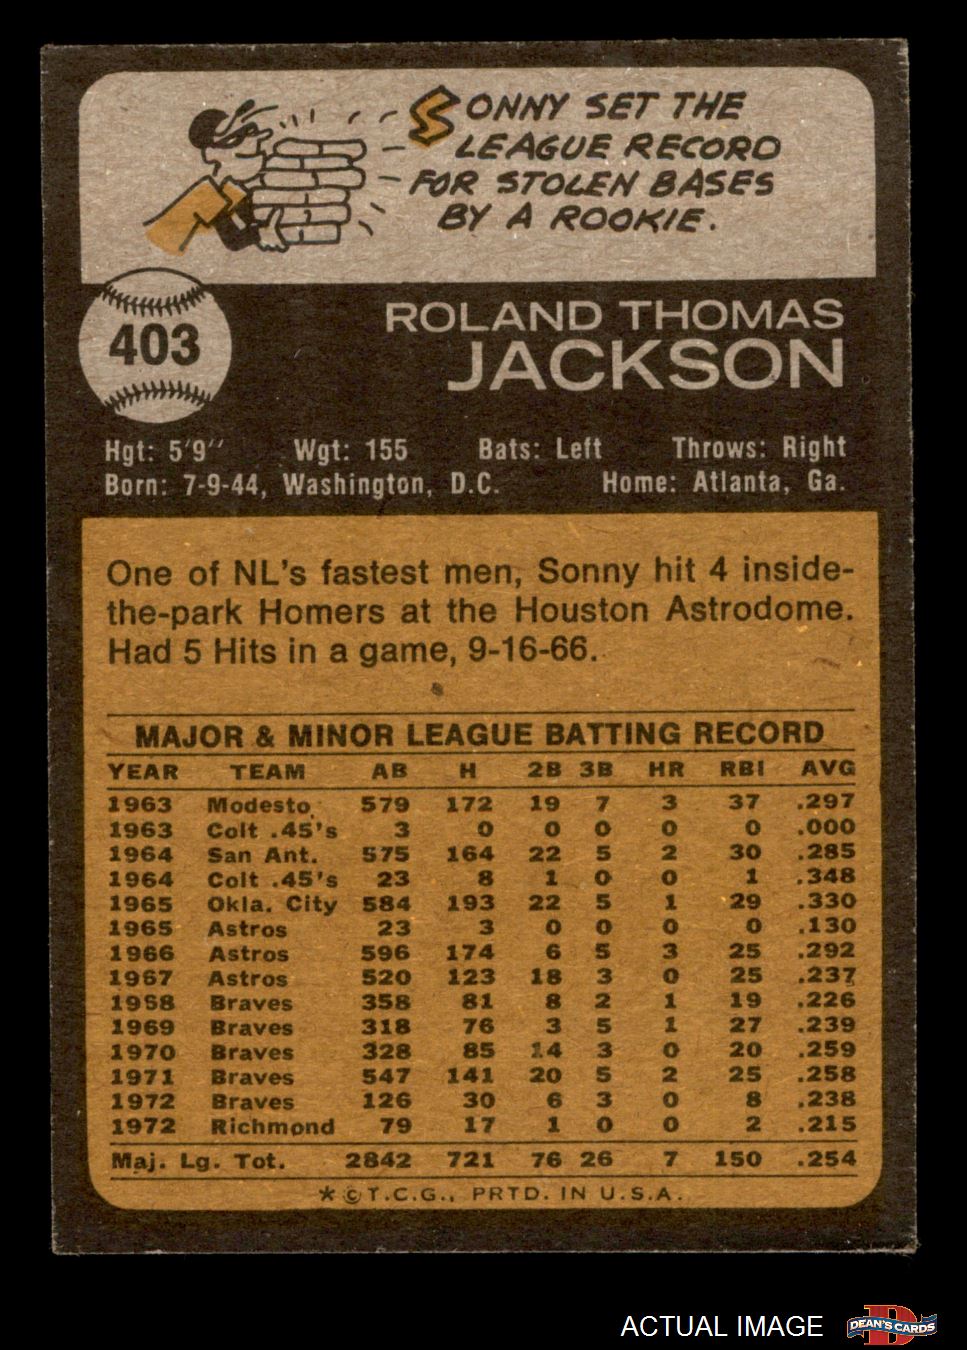 SONNY SET THE
LEAGUE RECORD
FOR STOLEN BASES
BY A ROOKIE.
403
ROLAND THOMAS
JACKSON
Hgt: 5'9'' Wgt: 155 Bats: Left Throws: Right
Born: 7-9-44, Washington, D.C. Home: Atlanta, Ga.
One of NL's fastest men, Sonny hit 4 inside-
the-park Homers at the Houston Astrodome.
Had 5 Hits in a game, 9-16-66.
MAJOR & MINOR LEAGUE BATTING RECORD
YEAR TEAM AB H 2B 3B HR RBI AVG
1963 Modesto 579 172 19 7 3 37 .297
1963 Colt .45's 3 0 0 0 0 0 .000
1964 San Ant. 575 164 22 5 2 30 .285
1964 Colt .45's 23 8 1 0 0 1 .348
1965 Okla. City 584 193 22 5 1 29 .330
1965 Astros 23 3 0 0 0 0 .130
1966 Astros 596 174 6 5 3 25 .292
1967 Astros 520 123 18 3 0 25 .237
1968 Braves 358 81 8 2 1 19 .226
1969 Braves 318 76 3 5 1 27 .239
1970 Braves 328 85 14 3 0 20 .259
1971 Braves 547 141 20 5 2 25 .258
1972 Braves 126 30 6 3 0 8 .238
1972 Richmond 79 17 1 0 0 2 .215
Maj. Lg. Tot. 2842 721 76 26 7 150 .254
*©T.C.G., PRTD. IN U.S.A.
ACTUAL IMAGE
D
DEAN'S CARDS